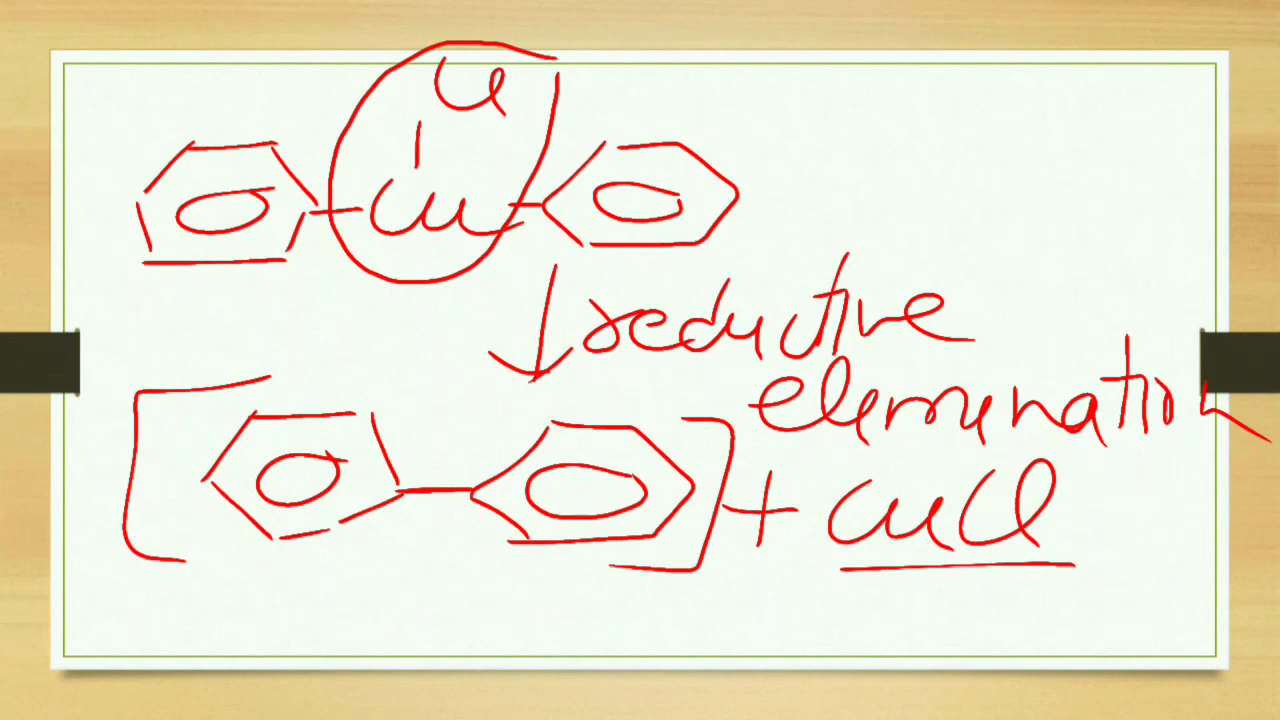 Cl
Cu
reductive
elemenation
+ CuCl